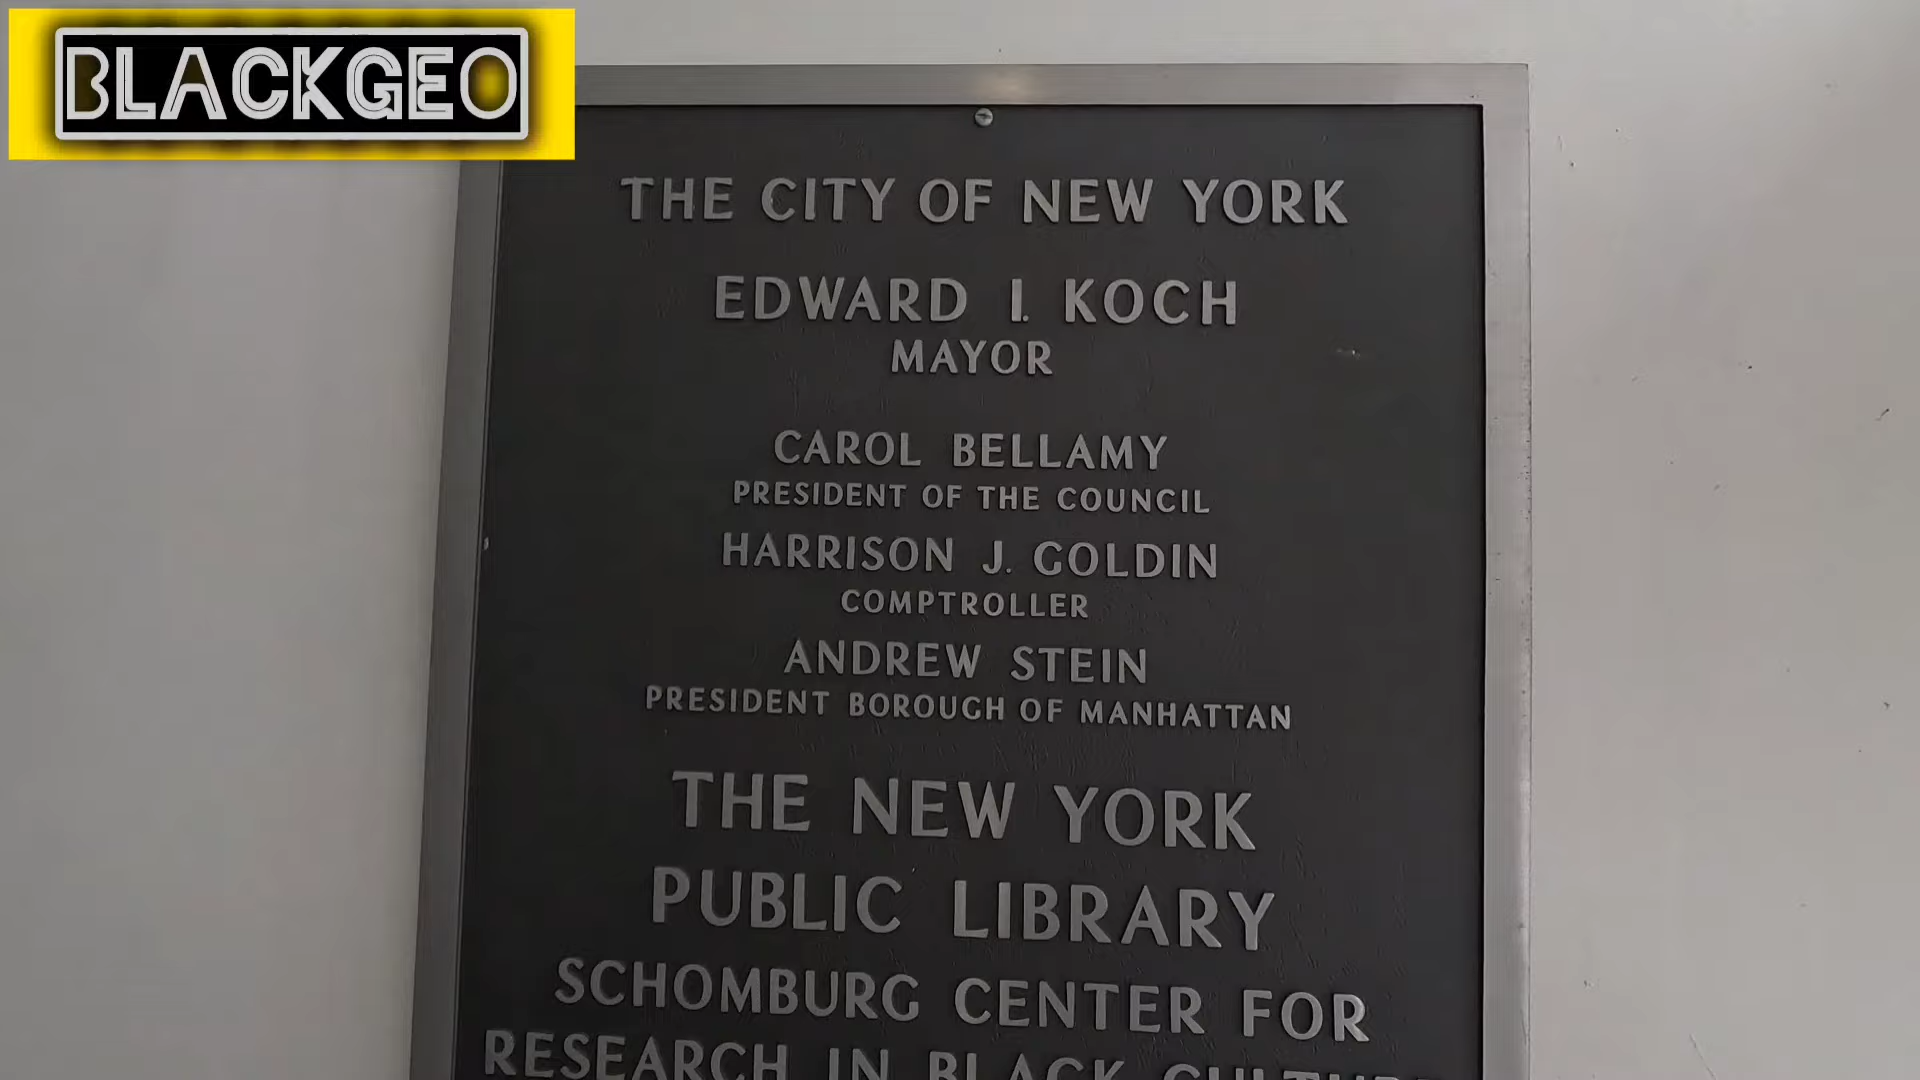 BLACKGEO
THE CITY OF NEW YORK
EDWARD I. KOCH
MAYOR
CAROL BELLAMY
PRESIDENT OF THE COUNCIL
HARRISON J. GOLDIN
COMPTROLLER
ANDREW STEIN
PRESIDENT BOROUGH OF MANHATTAN
THE NEW YORK
PUBLIC LIBRARY
SCHOMBURG CENTER FOR
RESEARCH IN BLACK CULTURE